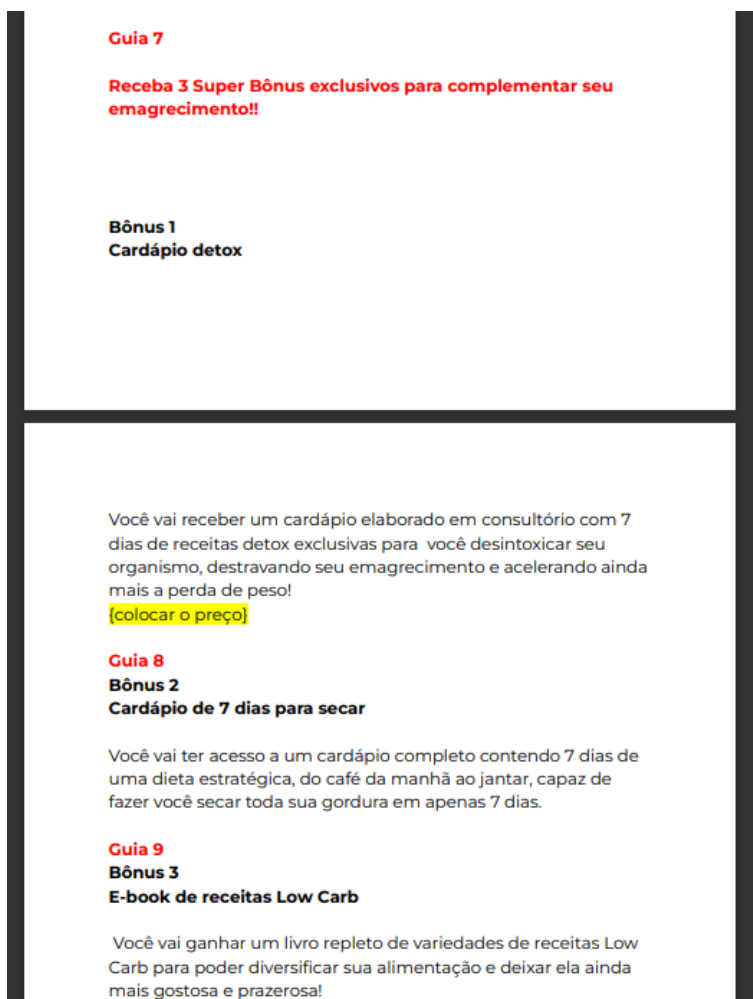 Guia 7
Receba 3 Super Bônus exclusivos para complementar seu
emagrecimento!!
Bônus 1
Cardápio detox
Você vai receber um cardápio elaborado em consultório com 7
dias de receitas detox exclusivas para  você desintoxicar seu
organismo, destravando seu emagrecimento e acelerando ainda
mais a perda de peso!
{colocar o preço}
Guia 8
Bônus 2
Cardápio de 7 dias para secar
Você vai ter acesso a um cardápio completo contendo 7 dias de
uma dieta estratégica, do café da manhã ao jantar, capaz de
fazer você secar toda sua gordura em apenas 7 dias.
Guia 9
Bônus 3
E-book de receitas Low Carb
Você vai ganhar um livro repleto de variedades de receitas Low
Carb para poder diversificar sua alimentação e deixar ela ainda
mais gostosa e prazerosa!